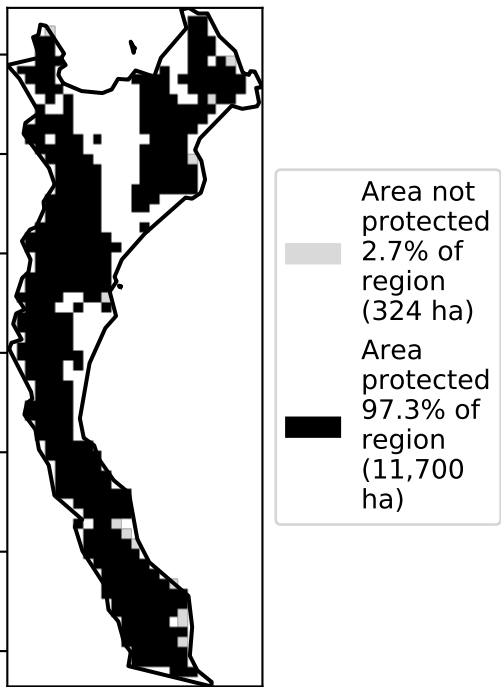 Area not
protected
2.7% of
region
(324 ha)
Area
protected
97.3% of
region
(11,700
ha)